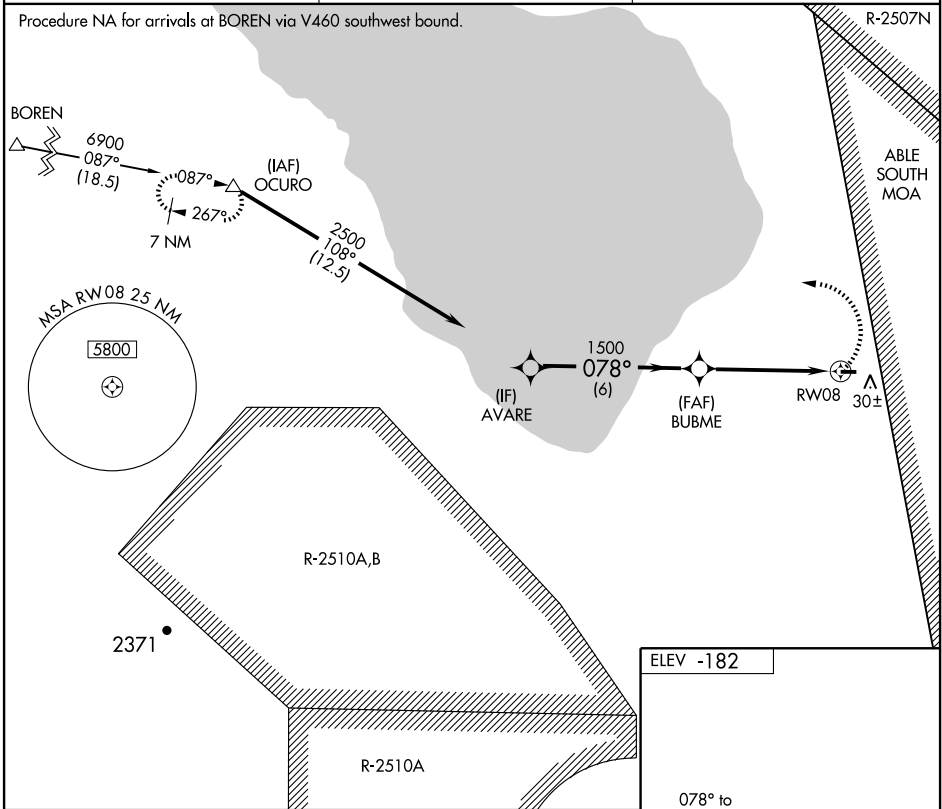 Procedure NA for arrivals at BOREN via V460 southwest bound.
R-2507N
BOREN
6900
087°
(18.5)
087°
267°
7 NM
(IAF)
OCURO
2500
108°
(12.5)
ABLE
SOUTH
MOA
MSA RW08 25 NM
5800
(IF)
AVARE
1500
078°
(6)
(FAF)
BUBME
RW08
30±
R-2510A,B
2371
R-2510A
ELEV -182
078° to